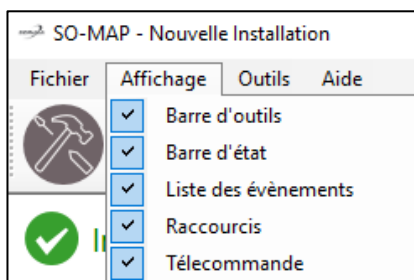 SO-MAP - Nouvelle Installation
Fichier Affichage Outils Aide
Barre d'outils
Barre d'état
Liste des évènements
Raccourcis
Télecommande